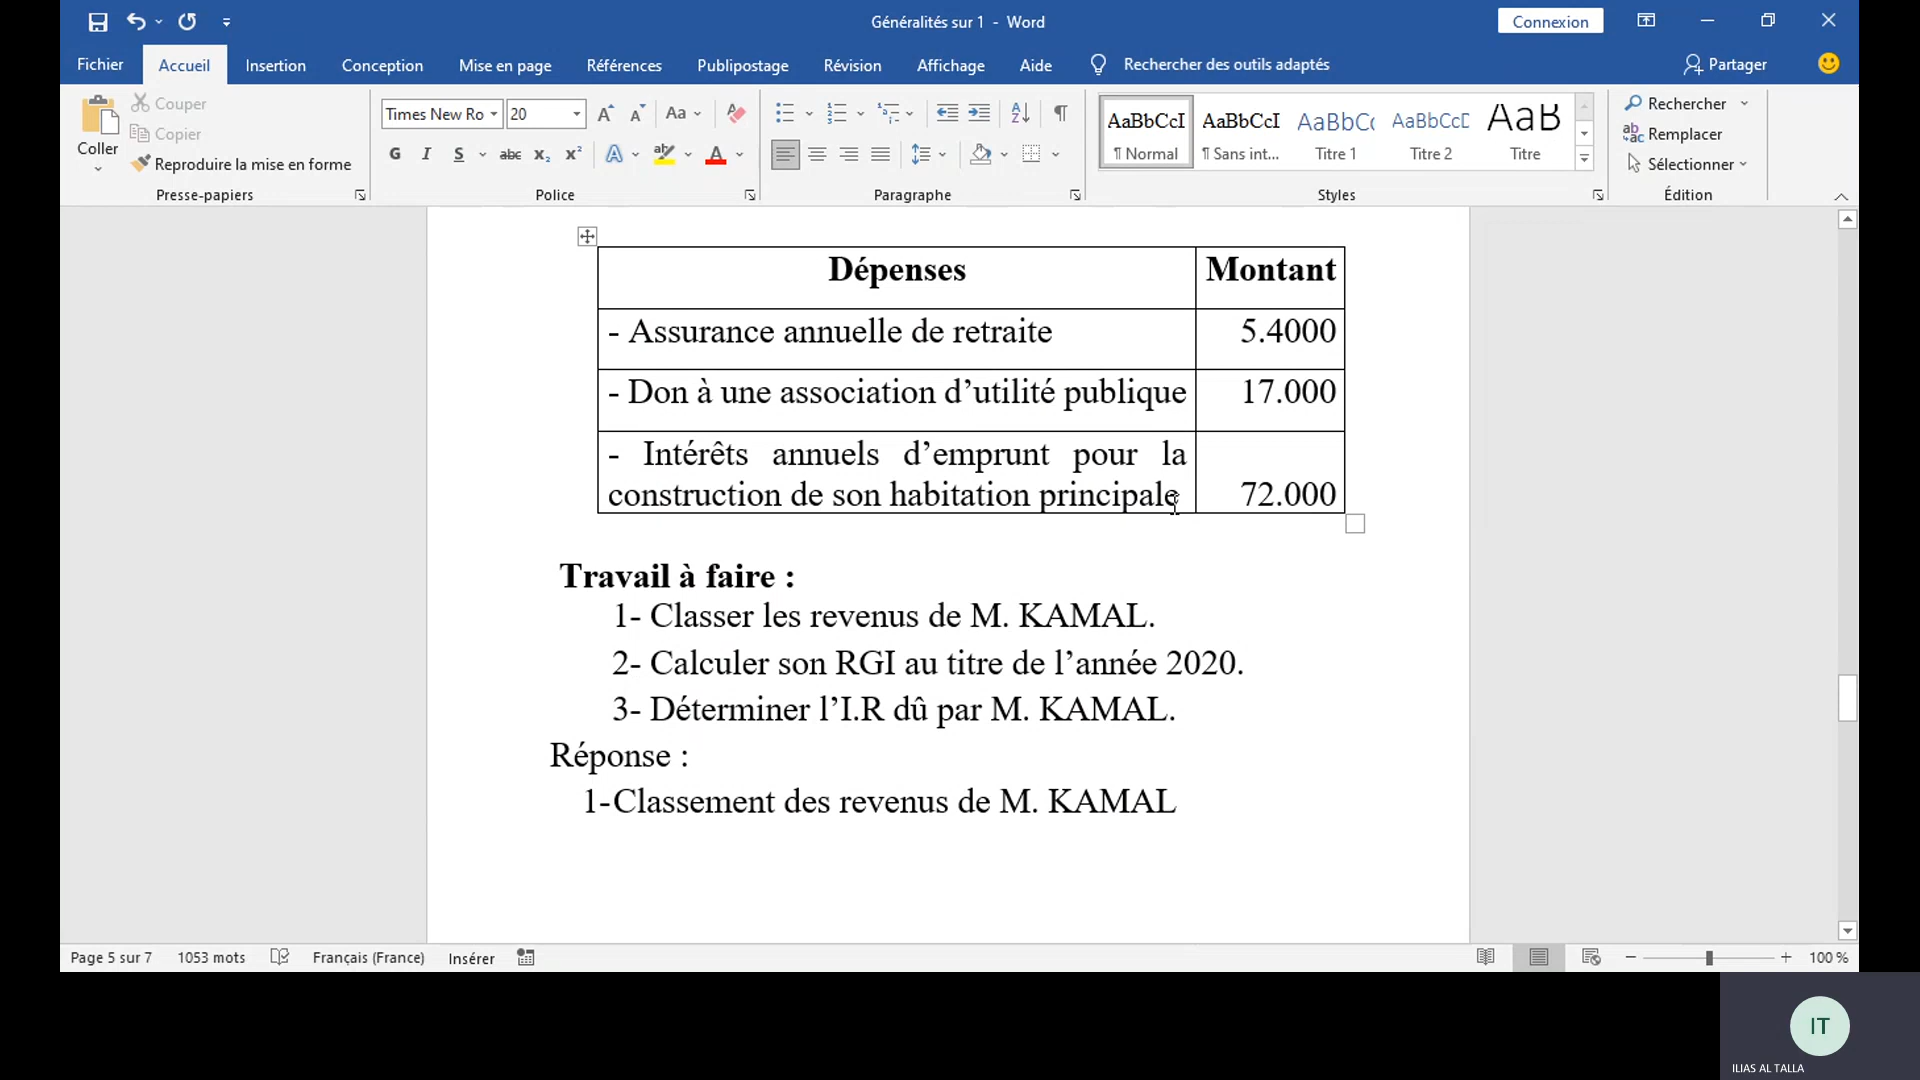 Généralités sur 1 - Word
Connexion
Fichier Accueil Insertion Conception Mise en page Références Publipostage Révision Affichage Aide Rechercher des outils adaptés Partager
Coller
Couper
Copier
Reproduire la mise en forme
Presse-papiers
Times New Ro 20
G I S abc x₂ x²
Police
Paragraphe
AaBbCcI AaBbCcI AaBbCc AaBbCcD AaB
¶ Normal ¶ Sans int... Titre 1 Titre 2 Titre
Styles
Rechercher
Remplacer
Sélectionner
Édition
Dépenses Montant
- Assurance annuelle de retraite 5.4000
- Don à une association d’utilité publique 17.000
- Intérêts annuels d’emprunt pour la
construction de son habitation principale 72.000
Travail à faire :
1- Classer les revenus de M. KAMAL.
2- Calculer son RGI au titre de l’année 2020.
3- Déterminer l’I.R dû par M. KAMAL.
Réponse :
1-Classement des revenus de M. KAMAL
Page 5 sur 7 1053 mots Français (France) Insérer 100 %
IT
ILIAS AL TALLA